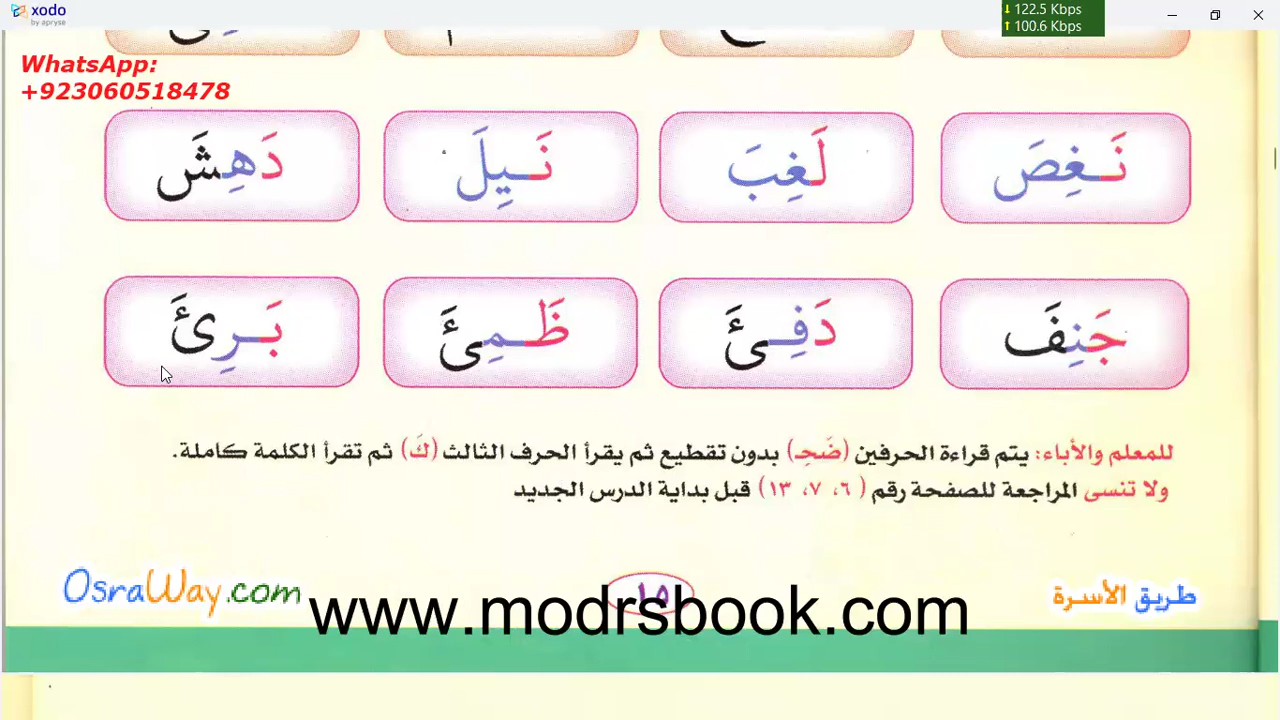 xodo
by apryse
↓ 122.5 Kbps
↑ 100.6 Kbps
WhatsApp:
+923060518478
نَغِصَ لَغِبَ نَيِلَ دَهِشَ
جَنِفَ دَفِئَ ظَمِئَ بَرِئَ
للمعلم والأباء: يتم قراءة الحرفين (ضَحِـ) بدون تقطيع ثم يقرأ الحرف الثالث (كَ) ثم تقرأ الكلمة كاملة.
ولا تنسى المراجعة للصفحة رقم ( ٦، ٧، ١٣) قبل بداية الدرس الجديد
OsraWay.com
١٥
طريق الأسرة
www.modrsbook.com